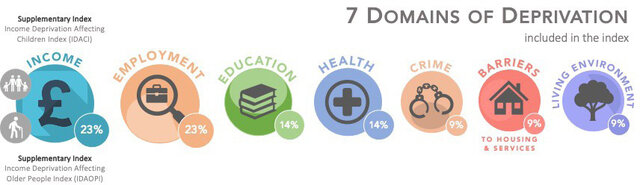 7 DOMAINS OF DEPRIVATION
included in the index
Supplementary Index
Income Deprivation Affecting
Children Index (IDACI)
INCOME
£
23%
Supplementary Index
Income Deprivation Affecting
Older People Index (IDAOPI)
EMPLOYMENT
23%
EDUCATION
14%
HEALTH
14%
CRIME
9%
BARRIERS
TO HOUSING
& SERVICES
9%
LIVING ENVIRONMENT
9%